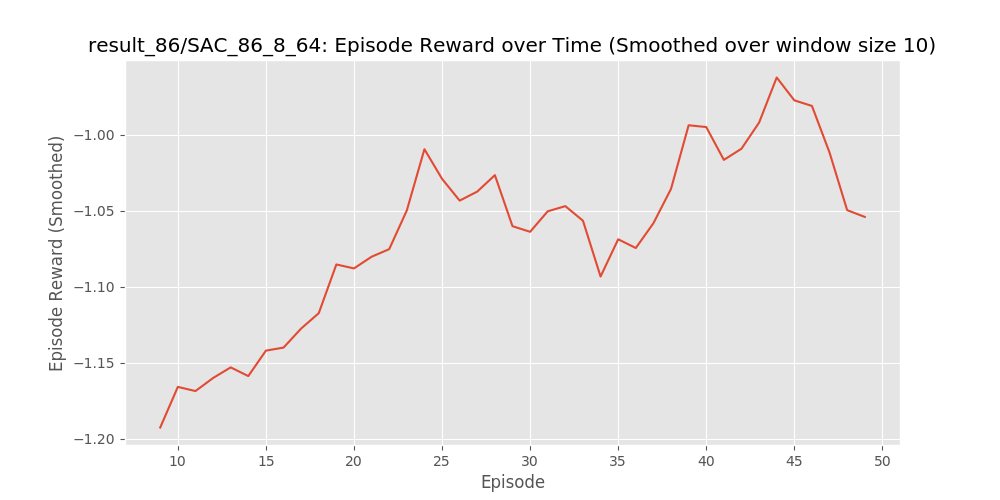 result_86/SAC_86_8_64: Episode Reward over Time (Smoothed over window size 10)
Episode Reward (Smoothed)
−1.00
−1.05
−1.10
−1.15
−1.20
10 15 20 25 30 35 40 45 50
Episode